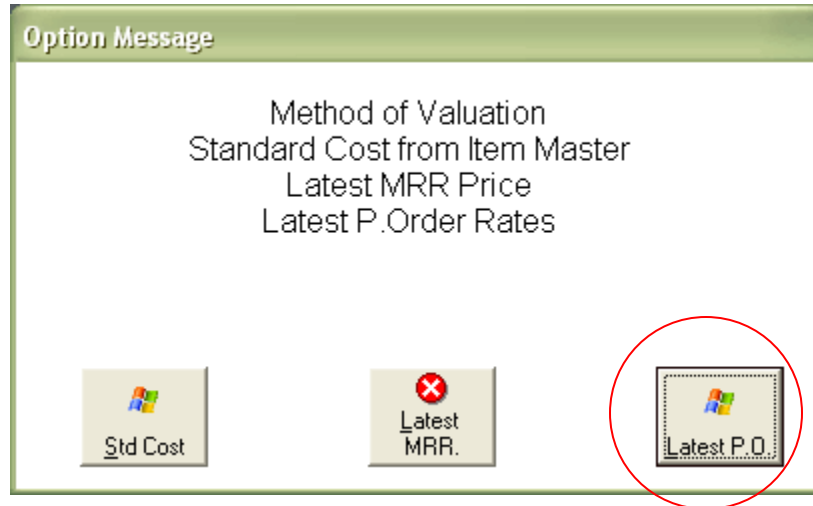 Option Message
Method of Valuation
Standard Cost from Item Master
Latest MRR Price
Latest P.Order Rates
Std Cost
Latest
MRR.
Latest P.O.